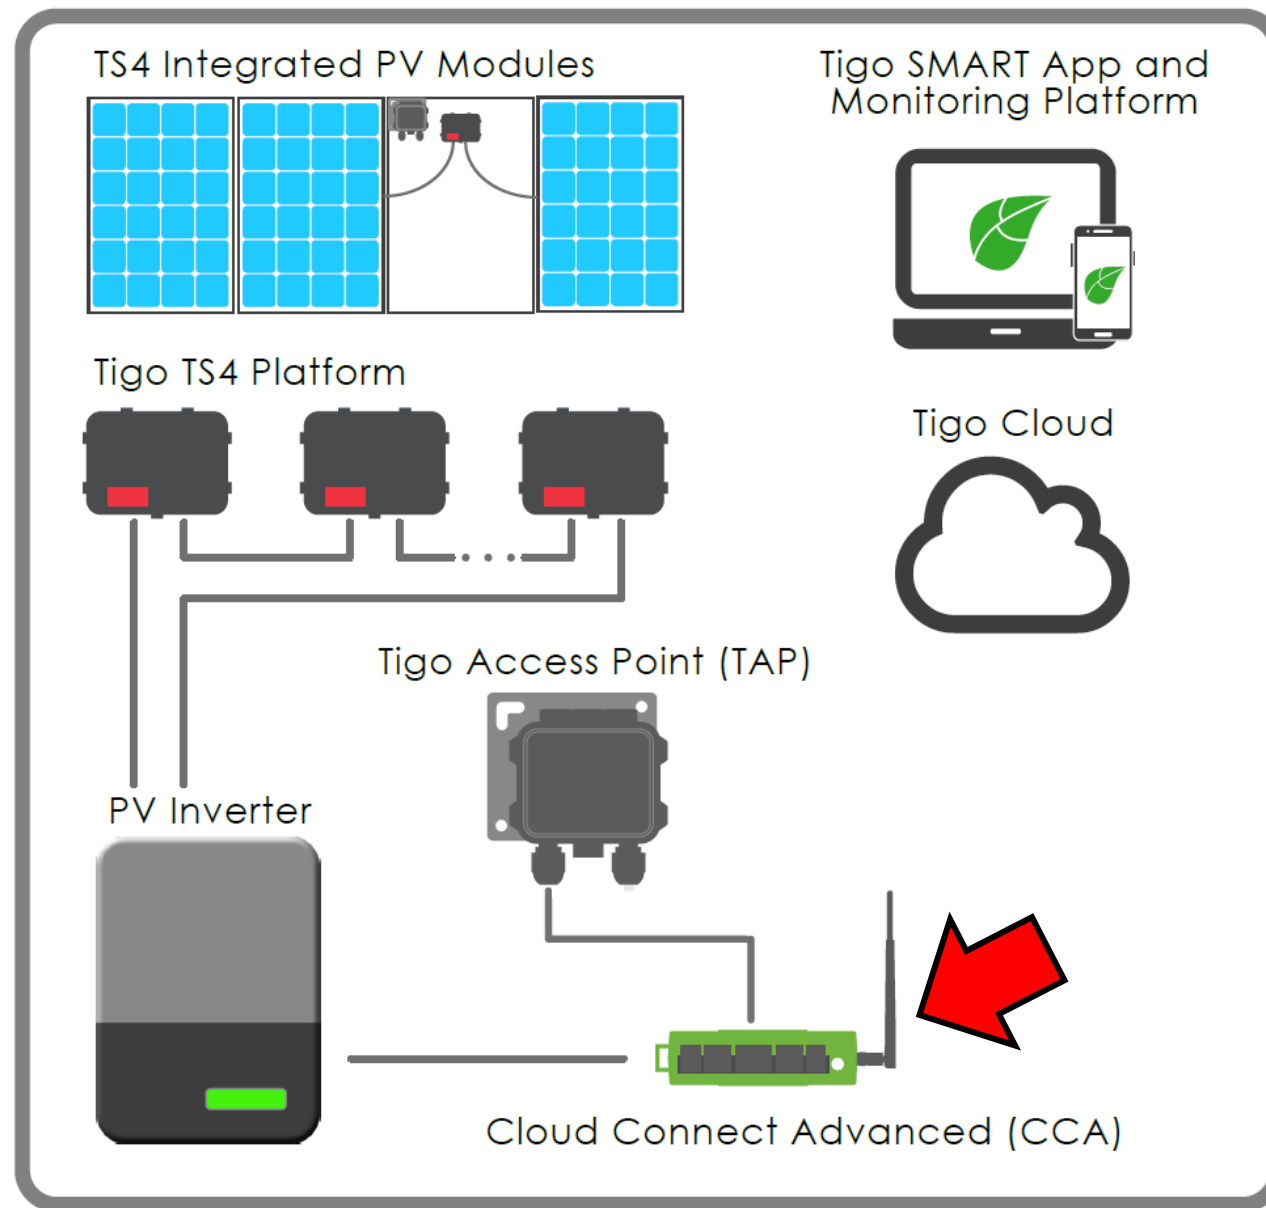 TS4 Integrated PV Modules
Tigo SMART App and
Monitoring Platform
Tigo TS4 Platform
Tigo Cloud
Tigo Access Point (TAP)
PV Inverter
Cloud Connect Advanced (CCA)